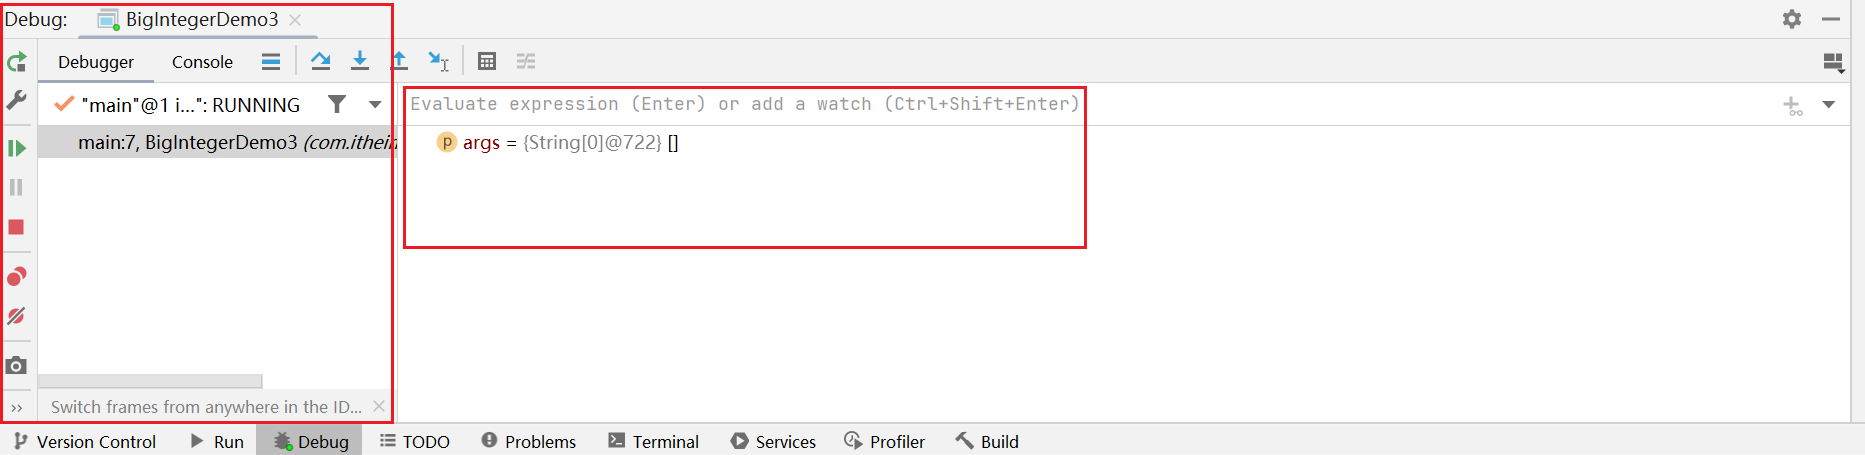 Debug: BigIntegerDemo3
Debugger Console
"main"@1 i...": RUNNING
Evaluate expression (Enter) or add a watch (Ctrl+Shift+Enter)
main:7, BigIntegerDemo3 (com.ithein
p args = {String[0]@722} []
Switch frames from anywhere in the ID...
Version Control Run Debug TODO Problems Terminal Services Profiler Build